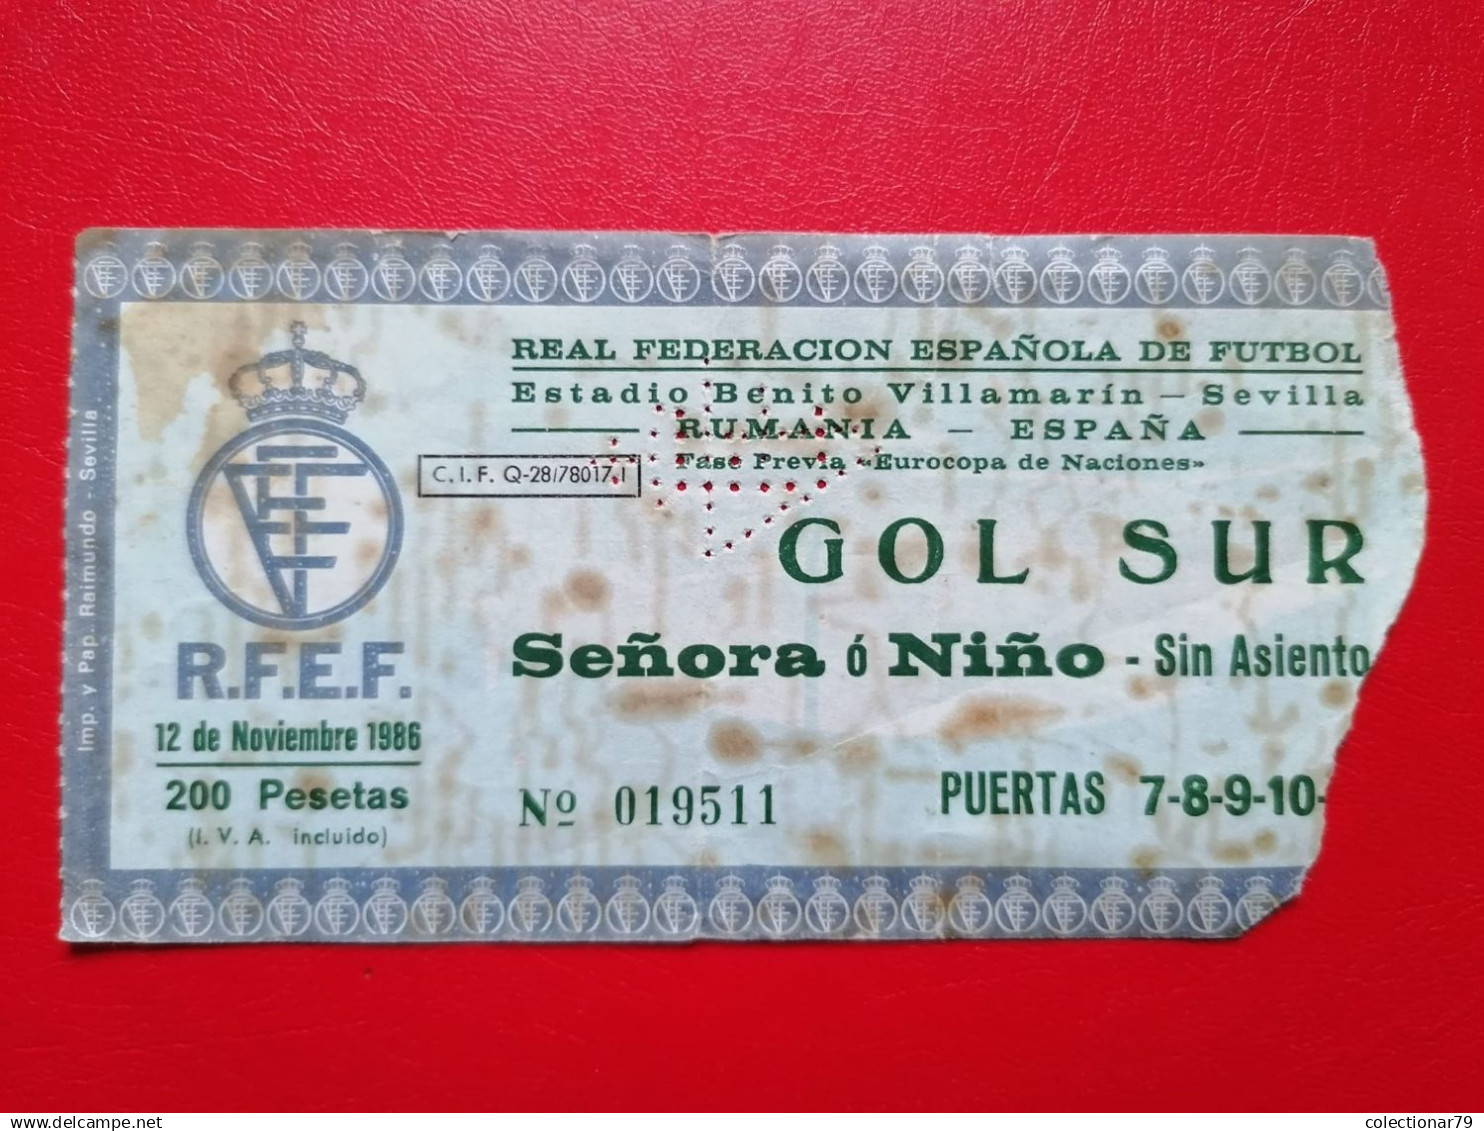 REAL FEDERACION ESPAÑOLA DE FUTBOL
Estadio Benito Villamarín – Sevilla
RUMANIA – ESPAÑA
Fase Previa «Eurocopa de Naciones»
C.I.F. Q-28/78017.I
GOL SUR
Señora ó Niño - Sin Asiento
R.F.E.F.
12 de Noviembre 1986
200 Pesetas
(I. V. A. incluido)
Nº 019511
PUERTAS 7-8-9-10-
Imp. y Pap. Raimundo - Sevilla
delcampe.net
colectionar79